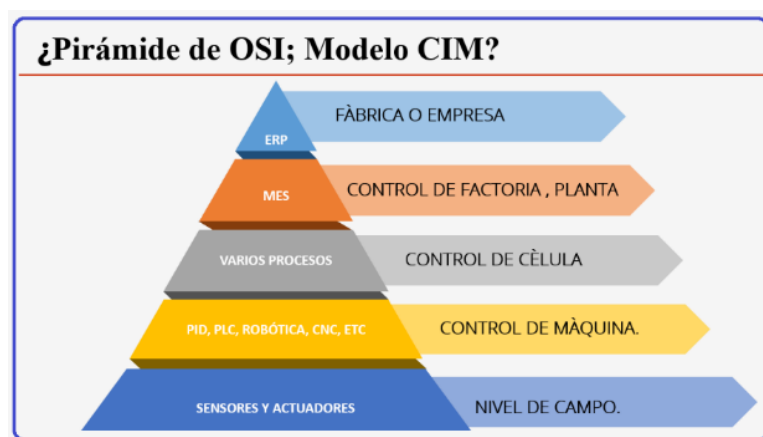 ¿Pirámide de OSI; Modelo CIM?
ERP
FÀBRICA O EMPRESA
MES
CONTROL DE FACTORIA , PLANTA
VARIOS PROCESOS
CONTROL DE CÈLULA
PID, PLC, ROBÓTICA, CNC, ETC
CONTROL DE MÀQUINA.
SENSORES Y ACTUADORES
NIVEL DE CAMPO.